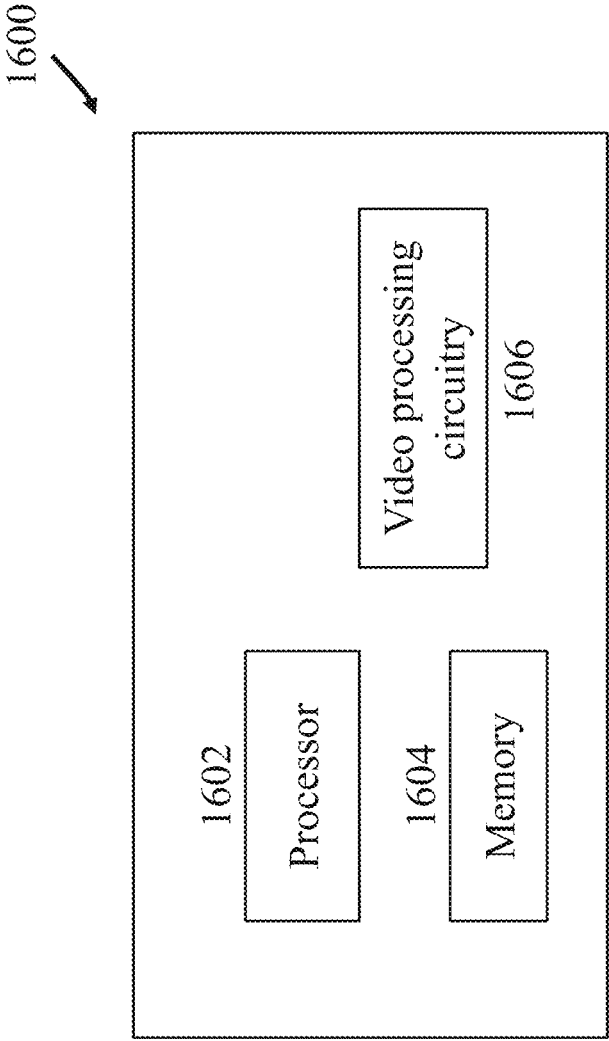 1600
1602
Processor
1604
Memory
Video processing
circuitry
1606